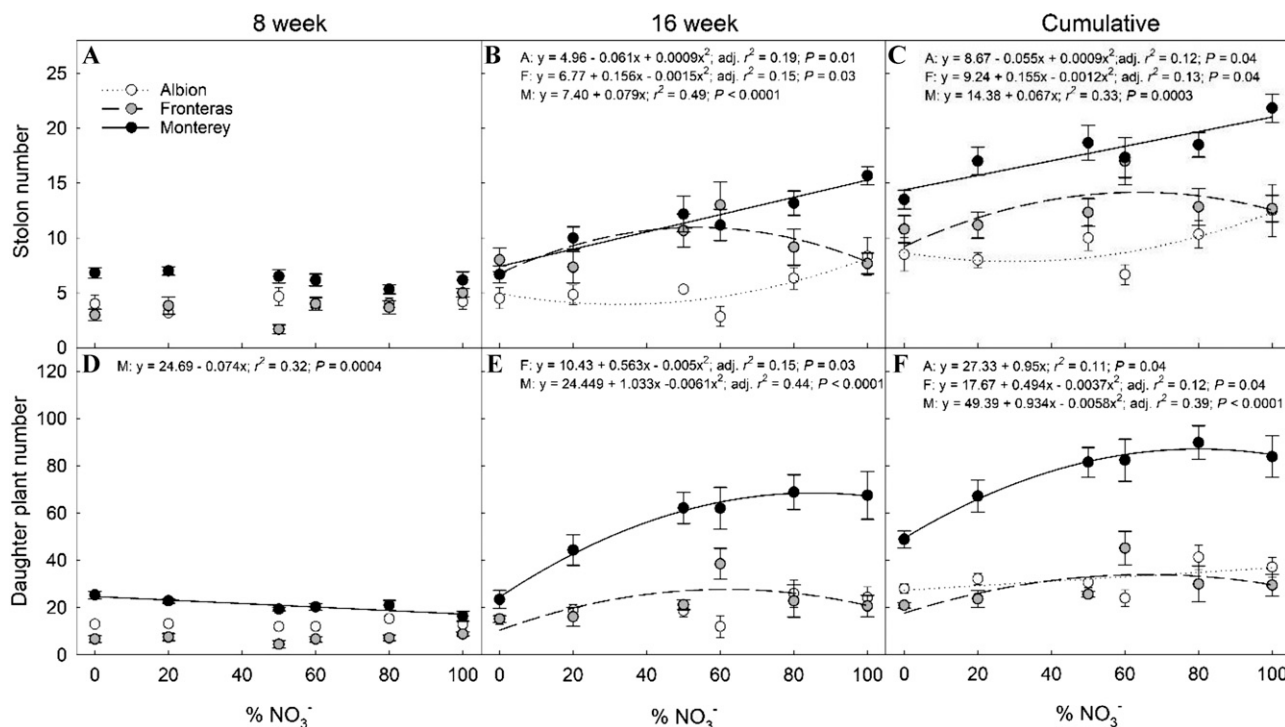 8 week
16 week
Cumulative
A
Albion
Fronteras
Monterey
B
A: y = 4.96 - 0.061x + 0.0009x²; adj. r² = 0.19; P = 0.01
F: y = 6.77 + 0.156x - 0.0015x²; adj. r² = 0.15; P = 0.03
M: y = 7.40 + 0.079x; r² = 0.49; P < 0.0001
C
A: y = 8.67 - 0.055x + 0.0009x²;adj. r² = 0.12; P = 0.04
F: y = 9.24 + 0.155x - 0.0012x²; adj. r² = 0.13; P = 0.04
M: y = 14.38 + 0.067x; r² = 0.33; P = 0.0003
Stolon number
25
20
15
10
5
0
D
M: y = 24.69 - 0.074x; r² = 0.32; P = 0.0004
E
F: y = 10.43 + 0.563x - 0.005x²; adj. r² = 0.15; P = 0.03
M: y = 24.449 + 1.033x -0.0061x²; adj. r² = 0.44; P < 0.0001
F
A: y = 27.33 + 0.95x; r² = 0.11; P = 0.04
F: y = 17.67 + 0.494x - 0.0037x²; adj. r² = 0.12; P = 0.04
M: y = 49.39 + 0.934x - 0.0058x²; adj. r² = 0.39; P < 0.0001
Daughter plant number
120
100
80
60
40
20
0
0 20 40 60 80 100
0 20 40 60 80 100
0 20 40 60 80 100
% NO₃⁻
% NO₃⁻
% NO₃⁻